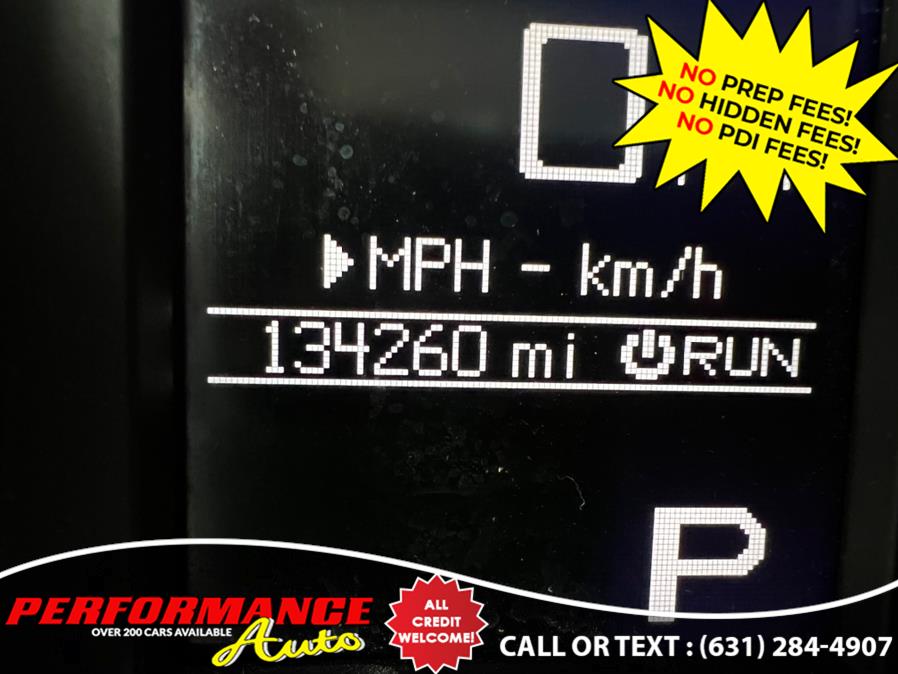 0
NO PREP FEES!
NO HIDDEN FEES!
NO PDI FEES!
MPH - km/h
134260 mi RUN
P
PERFORMANCE
OVER 200 CARS AVAILABLE
Auto
ALL
CREDIT
WELCOME!
CALL OR TEXT : (631) 284-4907